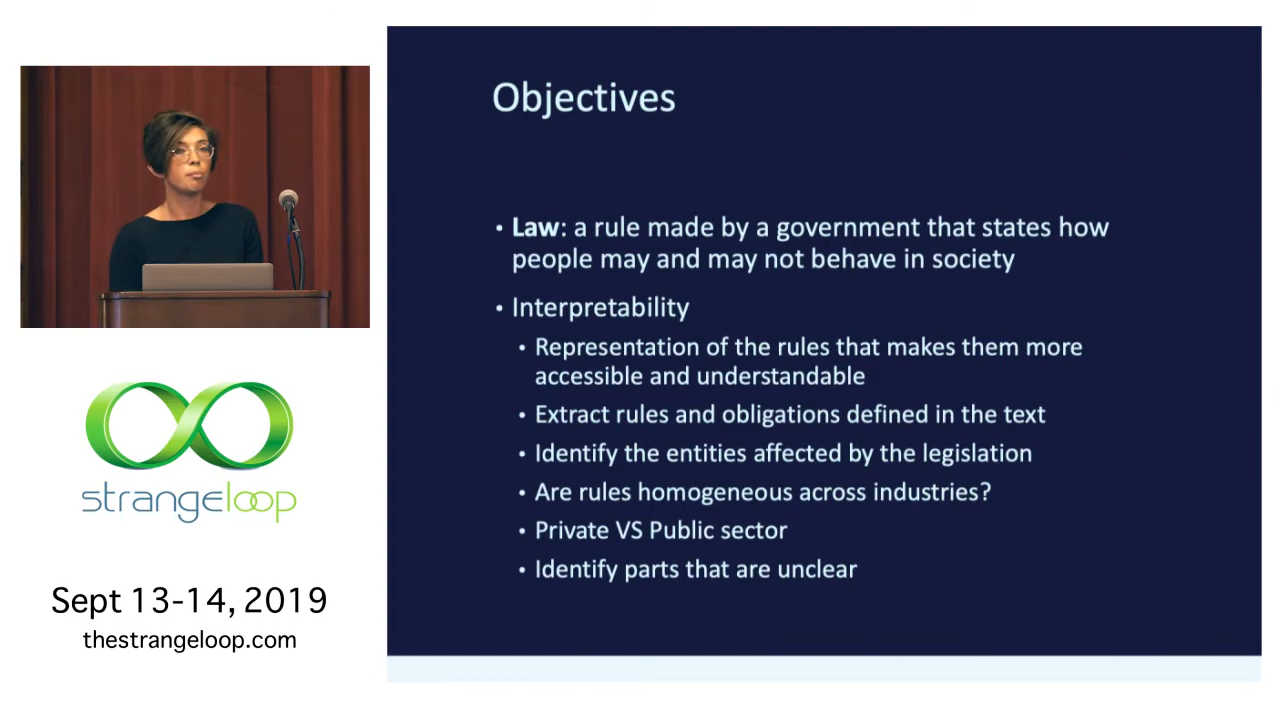 Objectives
• Law: a rule made by a government that states how
people may and may not behave in society
• Interpretability
• Representation of the rules that makes them more
accessible and understandable
• Extract rules and obligations defined in the text
• Identify the entities affected by the legislation
• Are rules homogeneous across industries?
• Private VS Public sector
• Identify parts that are unclear
strangeloop
Sept 13-14, 2019
thestrangeloop.com